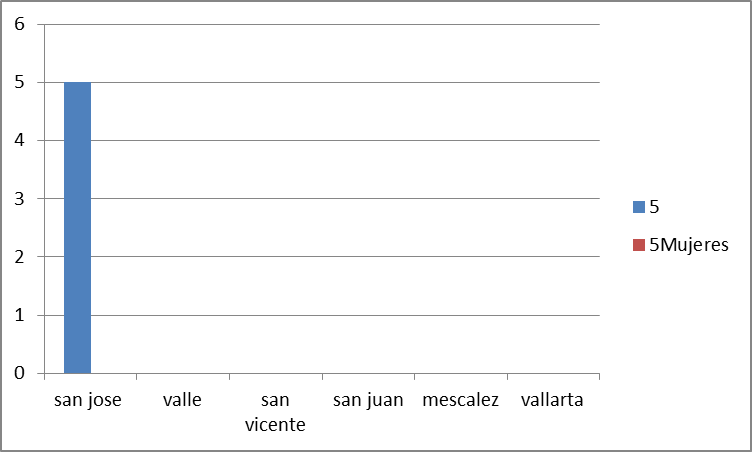 6
5
4
3
2
1
0
san jose
valle
san
vicente
san juan
mescalez
vallarta
5
5Mujeres